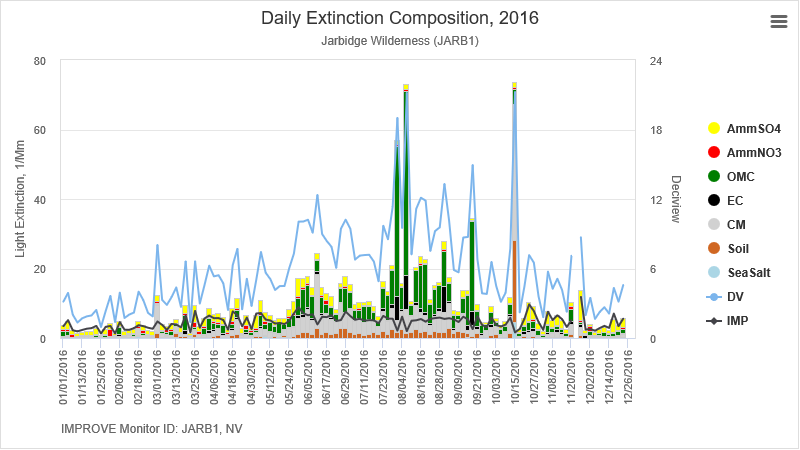 Daily Extinction Composition, 2016
Jarbidge Wilderness (JARB1)
Light Extinction, 1/Mm
80
60
40
20
0
24
18
12
6
0
Deciview
AmmSO4
AmmNO3
OMC
EC
CM
Soil
SeaSalt
DV
IMP
01/01/2016
01/13/2016
01/25/2016
02/06/2016
02/18/2016
03/01/2016
03/13/2016
03/25/2016
04/06/2016
04/18/2016
04/30/2016
05/12/2016
05/24/2016
06/05/2016
06/17/2016
06/29/2016
07/11/2016
07/23/2016
08/04/2016
08/16/2016
08/28/2016
09/09/2016
09/21/2016
10/03/2016
10/15/2016
10/27/2016
11/08/2016
11/20/2016
12/02/2016
12/14/2016
12/26/2016
IMPROVE Monitor ID: JARB1, NV